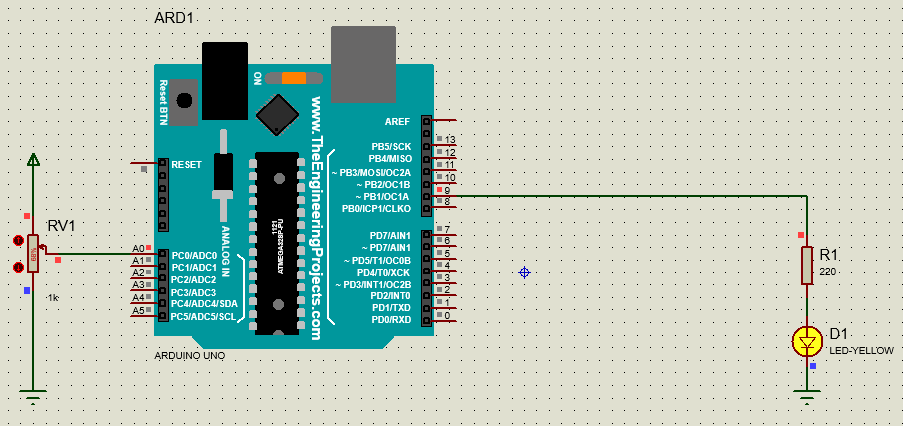 ARD1
ON
Reset BTN
www.TheEngineeringProjects.com
AREF
13
PB5/SCK
12
PB4/MISO
11
~ PB3/MOSI/OC2A
10
~ PB2/OC1B
9
~ PB1/OC1A
8
PB0/ICP1/CLKO
RESET
1121
ATMEGA328P-PU
ANALOG IN
RV1
68%
1k
A0
PC0/ADC0
A1
PC1/ADC1
A2
PC2/ADC2
A3
PC3/ADC3
A4
PC4/ADC4/SDA
A5
PC5/ADC5/SCL
7
PD7/AIN1
6
~ PD7/AIN1
5
~ PD5/T1/OC0B
4
PD4/T0/XCK
3
~ PD3/INT1/OC2B
2
PD2/INT0
1
PD1/TXD
0
PD0/RXD
ARDUINO UNO
R1
220
D1
LED-YELLOW